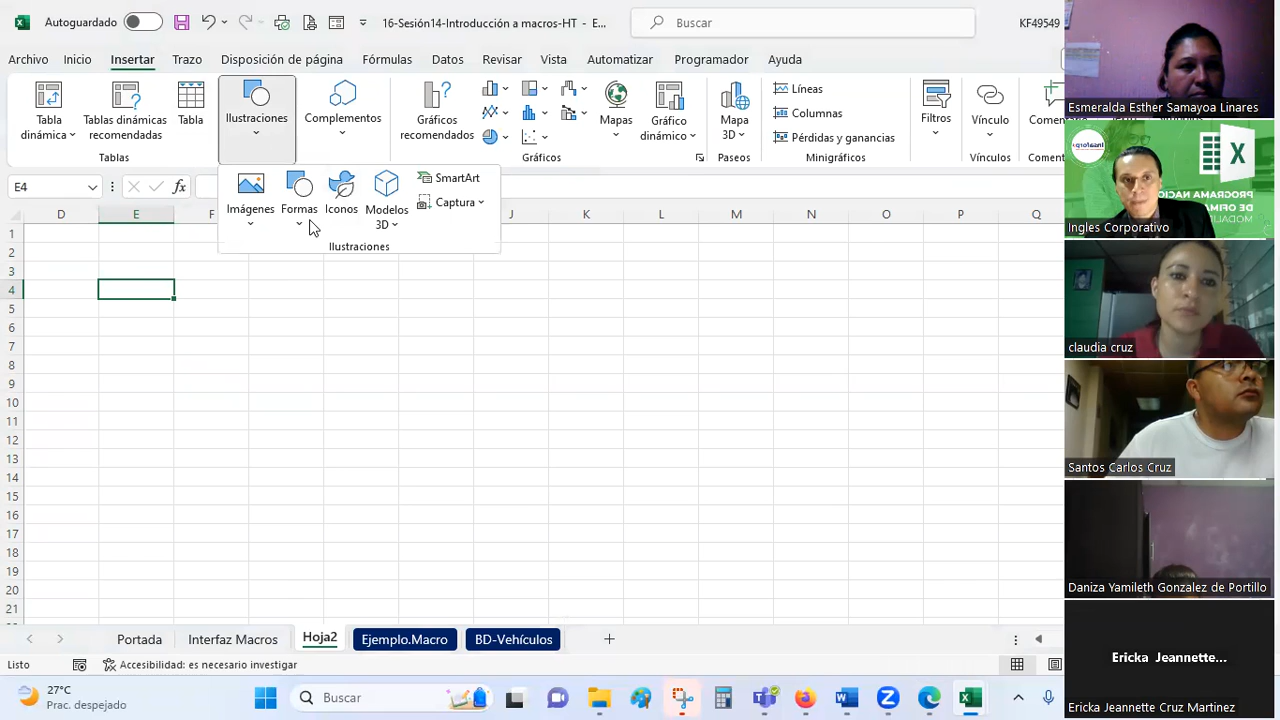 Autoguardado
16-Sesión14-Introducción a macros-HT - E...
Buscar
KF49549
Archivo Inicio Insertar Trazo Disposición de página Fórmulas Datos Revisar Vista Automatizar Programador Ayuda
Tabla dinámica
Tablas dinámicas recomendadas
Tabla
Tablas
Ilustraciones
Complementos
Gráficos recomendados
Mapas
Gráfico dinámico
Gráficos
Mapa 3D
Paseos
Líneas
Columnas
Pérdidas y ganancias
Minigráficos
Filtros
Vínculo
Vínculos
Comen
Coment
E4
fx
Imágenes
Formas
Iconos
Modelos 3D
SmartArt
Captura
Ilustraciones
D E F J K L M N O P Q
1
2
3
4
5
6
7
8
9
10
11
12
13
14
15
16
17
18
19
20
21
Portada Interfaz Macros Hoja2 Ejemplo.Macro BD-Vehículos
Listo
Accesibilidad: es necesario investigar
27°C
Prac. despejado
Buscar
Esmeralda Esther Samayoa Linares
PROGRAMA NACIO
DE OFIMÁ
MODALID
Ingles Corporativo
claudia cruz
Santos Carlos Cruz
Daniza Yamileth Gonzalez de Portillo
Ericka Jeannette...
Ericka Jeannette Cruz Martinez